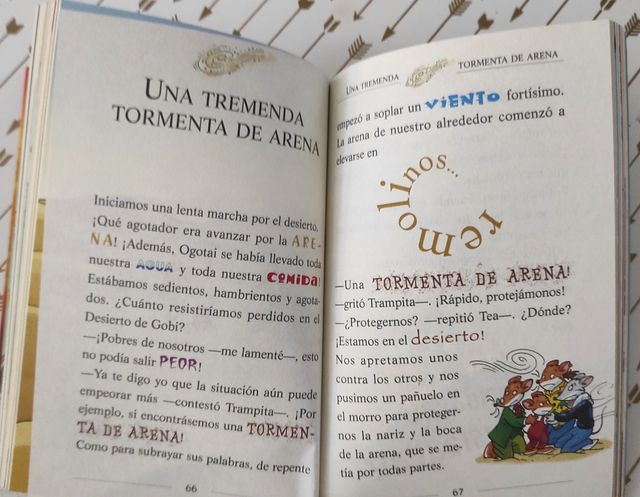 UNA TREMENDA
TORMENTA DE ARENA
Iniciamos una lenta marcha por el desierto.
¡Qué agotador era avanzar por la ARE-
NA! ¡Además, Ogotai se había llevado toda
nuestra AGUA y toda nuestra COMIDA!
Estábamos sedientos, hambrientos y agota-
dos. ¿Cuánto resistiríamos perdidos en el
Desierto de Gobi?
—¡Pobres de nosotros —me lamenté—, esto
no podía salir PEOR!
—Ya te digo yo que la situación aún puede
empeorar más —contestó Trampita—. ¡Por
ejemplo, si encontrásemos una TORMEN-
TA DE ARENA!
Como para subrayar sus palabras, de repente
66
UNA TREMENDA TORMENTA DE ARENA
empezó a soplar un VIENTO fortísimo.
La arena de nuestro alrededor comenzó a
elevarse en
remolinos...
—Una TORMENTA DE ARENA!
—gritó Trampita—. ¡Rápido, protejámonos!
—¿Protegernos? —repitió Tea—. ¿Dónde?
¡Estamos en el desierto!
Nos apretamos unos
contra los otros y nos
pusimos un pañuelo en
el morro para proteger-
nos la nariz y la boca
de la arena, que se me-
tía por todas partes.
67